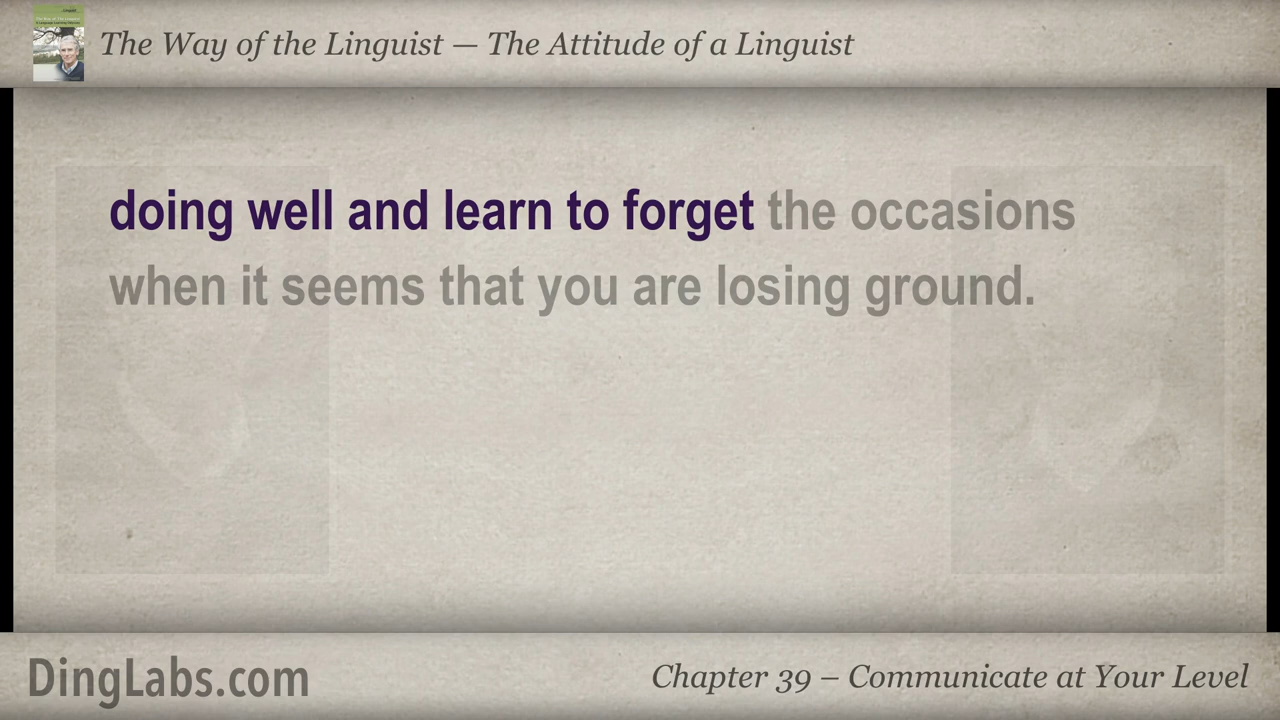 The Way of the Linguist — The Attitude of a Linguist
doing well and learn to forget the occasions
when it seems that you are losing ground.
DingLabs.com
Chapter 39 – Communicate at Your Level